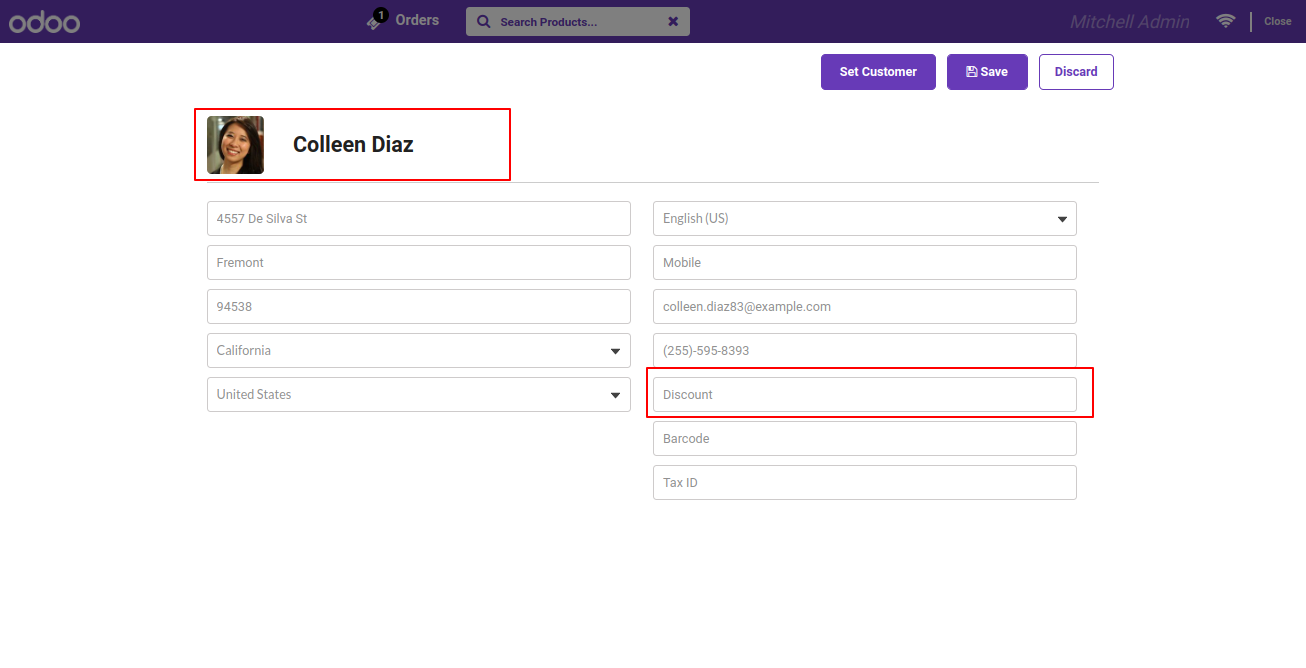 odoo
1
Orders
Search Products...
Mitchell Admin
Close
Set Customer
Save
Discard
Colleen Diaz
4557 De Silva St
English (US)
Fremont
Mobile
94538
colleen.diaz83@example.com
California
(255)-595-8393
United States
Discount
Barcode
Tax ID